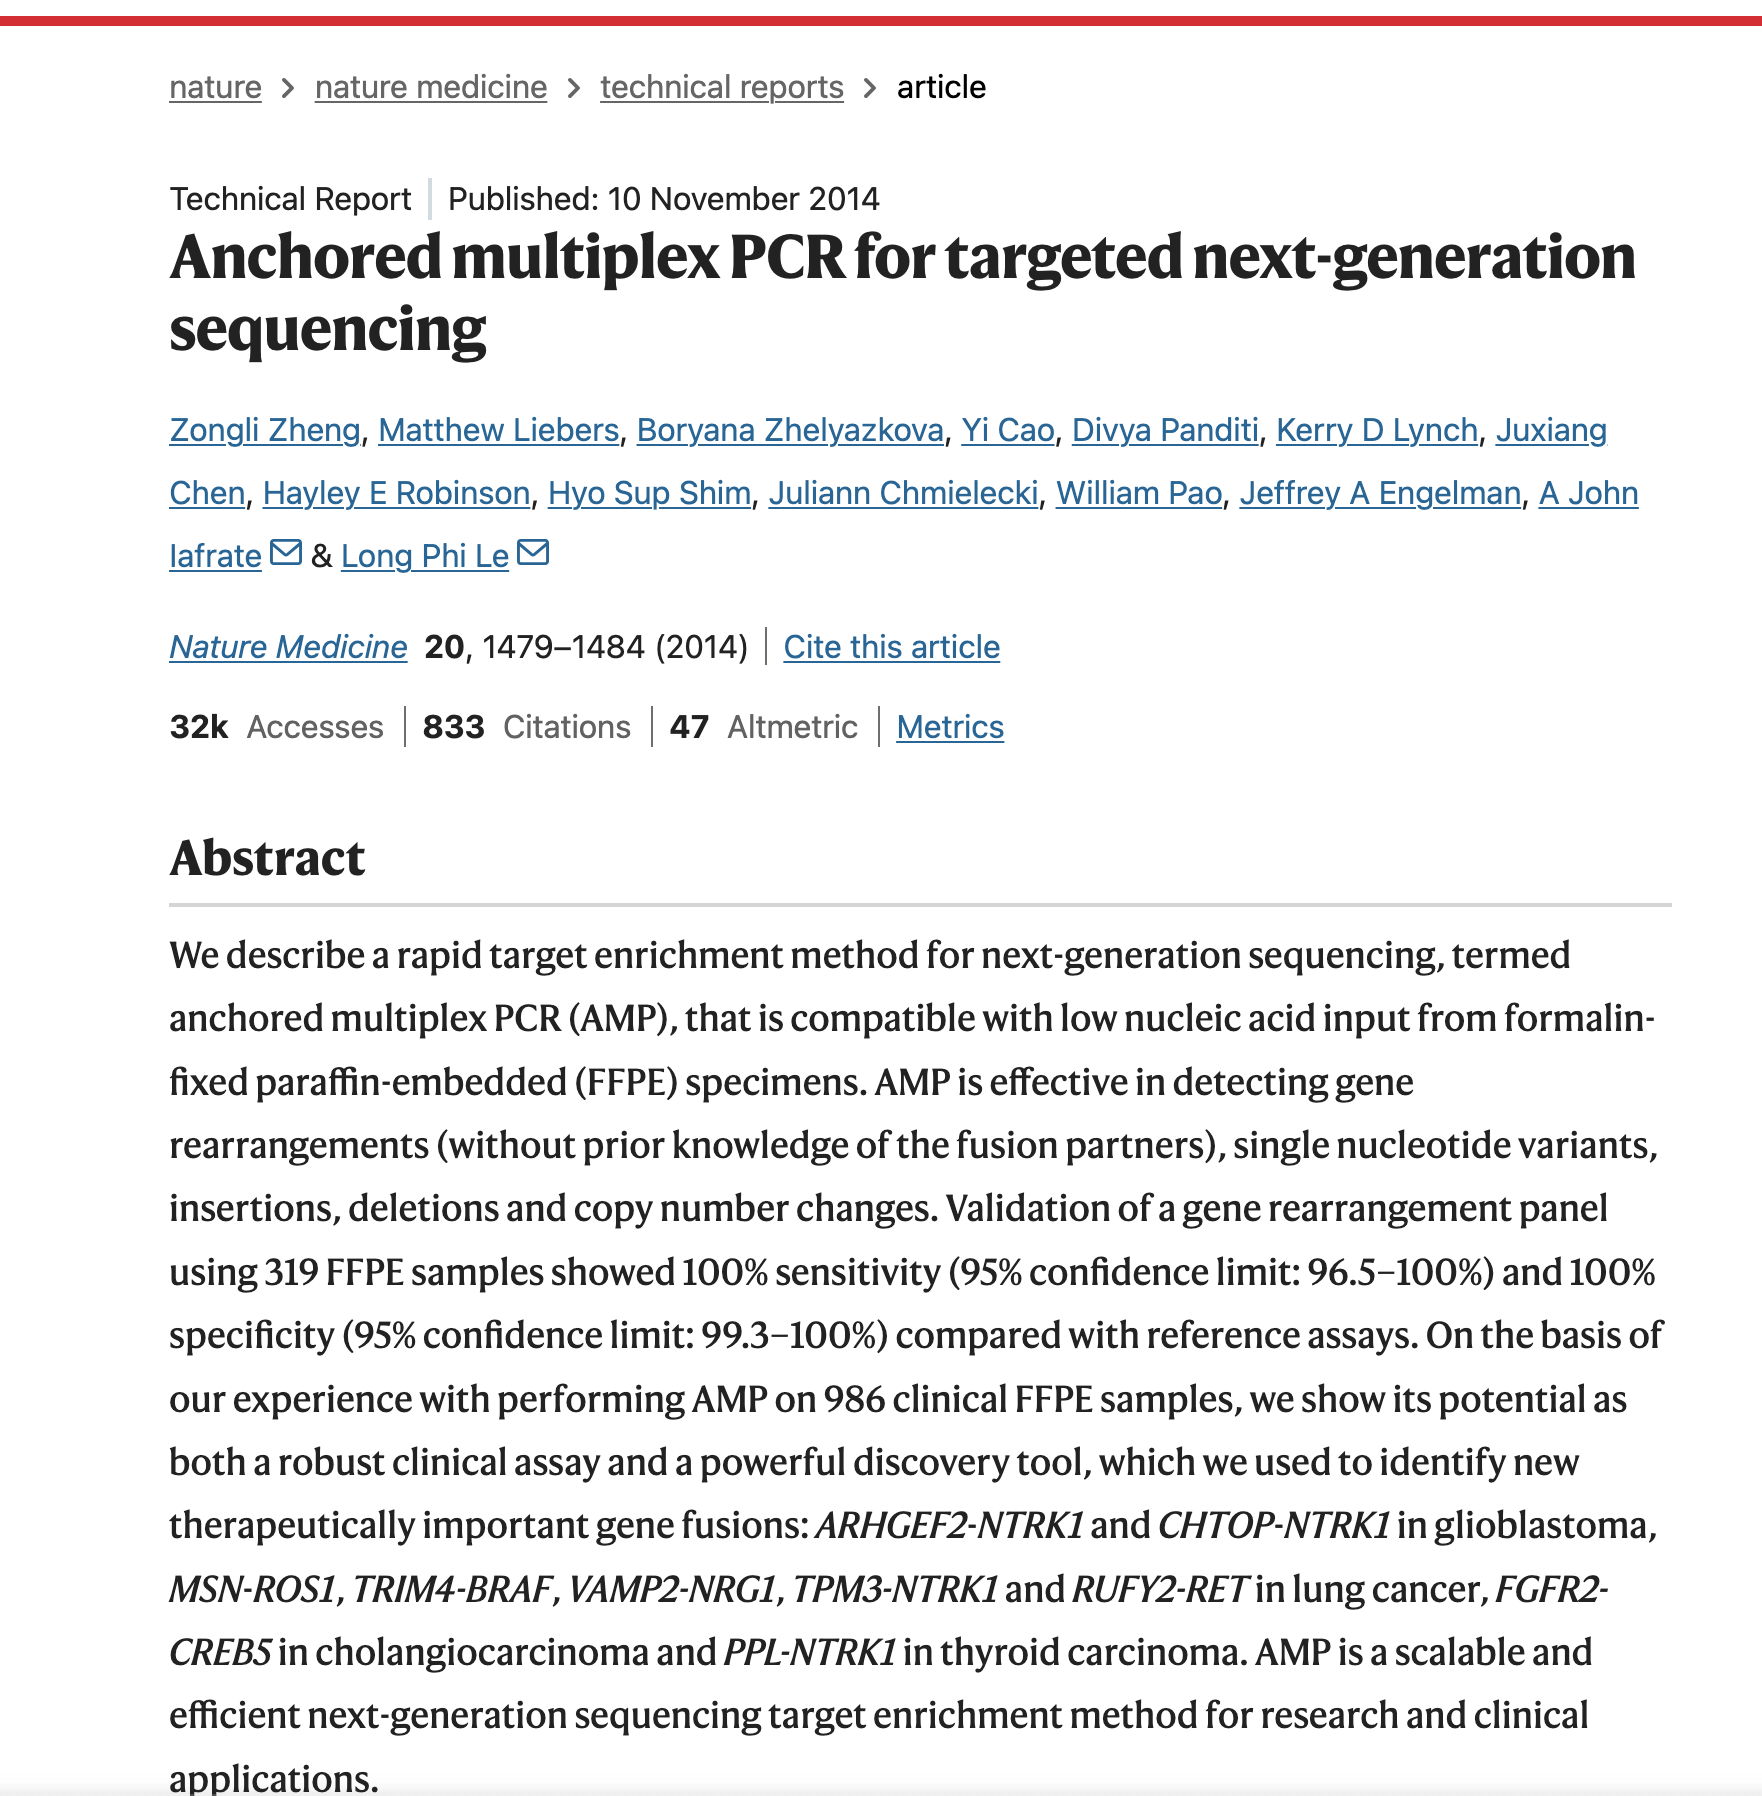 nature > nature medicine > technical reports > article
Technical Report | Published: 10 November 2014
Anchored multiplex PCR for targeted next-generation
sequencing
Zongli Zheng, Matthew Liebers, Boryana Zhelyazkova, Yi Cao, Divya Panditi, Kerry D Lynch, Juxiang
Chen, Hayley E Robinson, Hyo Sup Shim, Juliann Chmielecki, William Pao, Jeffrey A Engelman, A John
Iafrate & Long Phi Le
Nature Medicine 20, 1479–1484 (2014) | Cite this article
32k Accesses | 833 Citations | 47 Altmetric | Metrics
Abstract
We describe a rapid target enrichment method for next-generation sequencing, termed
anchored multiplex PCR (AMP), that is compatible with low nucleic acid input from formalin-
fixed paraffin-embedded (FFPE) specimens. AMP is effective in detecting gene
rearrangements (without prior knowledge of the fusion partners), single nucleotide variants,
insertions, deletions and copy number changes. Validation of a gene rearrangement panel
using 319 FFPE samples showed 100% sensitivity (95% confidence limit: 96.5–100%) and 100%
specificity (95% confidence limit: 99.3–100%) compared with reference assays. On the basis of
our experience with performing AMP on 986 clinical FFPE samples, we show its potential as
both a robust clinical assay and a powerful discovery tool, which we used to identify new
therapeutically important gene fusions: ARHGEF2-NTRK1 and CHTOP-NTRK1 in glioblastoma,
MSN-ROS1, TRIM4-BRAF, VAMP2-NRG1, TPM3-NTRK1 and RUFY2-RET in lung cancer, FGFR2-
CREB5 in cholangiocarcinoma and PPL-NTRK1 in thyroid carcinoma. AMP is a scalable and
efficient next-generation sequencing target enrichment method for research and clinical
applications.